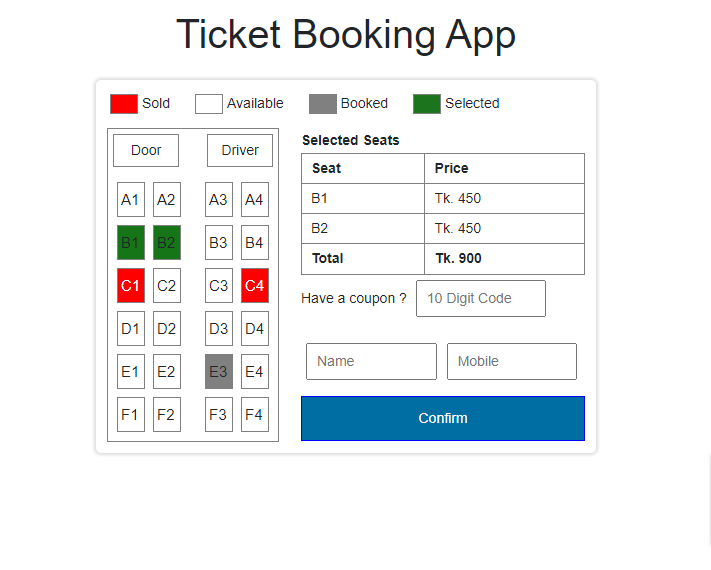 Ticket Booking App
Sold Available Booked Selected
Door Driver
A1 A2 A3 A4
B1 B2 B3 B4
C1 C2 C3 C4
D1 D2 D3 D4
E1 E2 E3 E4
F1 F2 F3 F4
Selected Seats
Seat Price
B1 Tk. 450
B2 Tk. 450
Total Tk. 900
Have a coupon ? 10 Digit Code
Name Mobile
Confirm